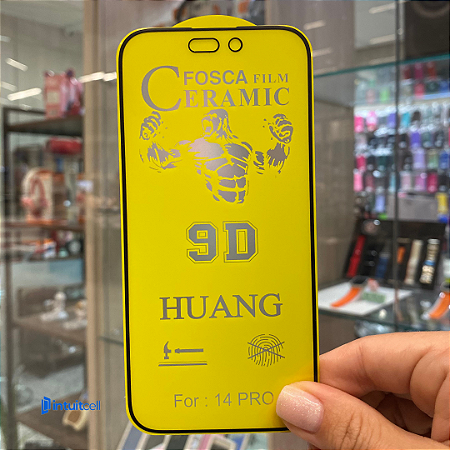 FOSCA FILM
CERAMIC
9D
HUANG
For : 14 PRO
intuitcell